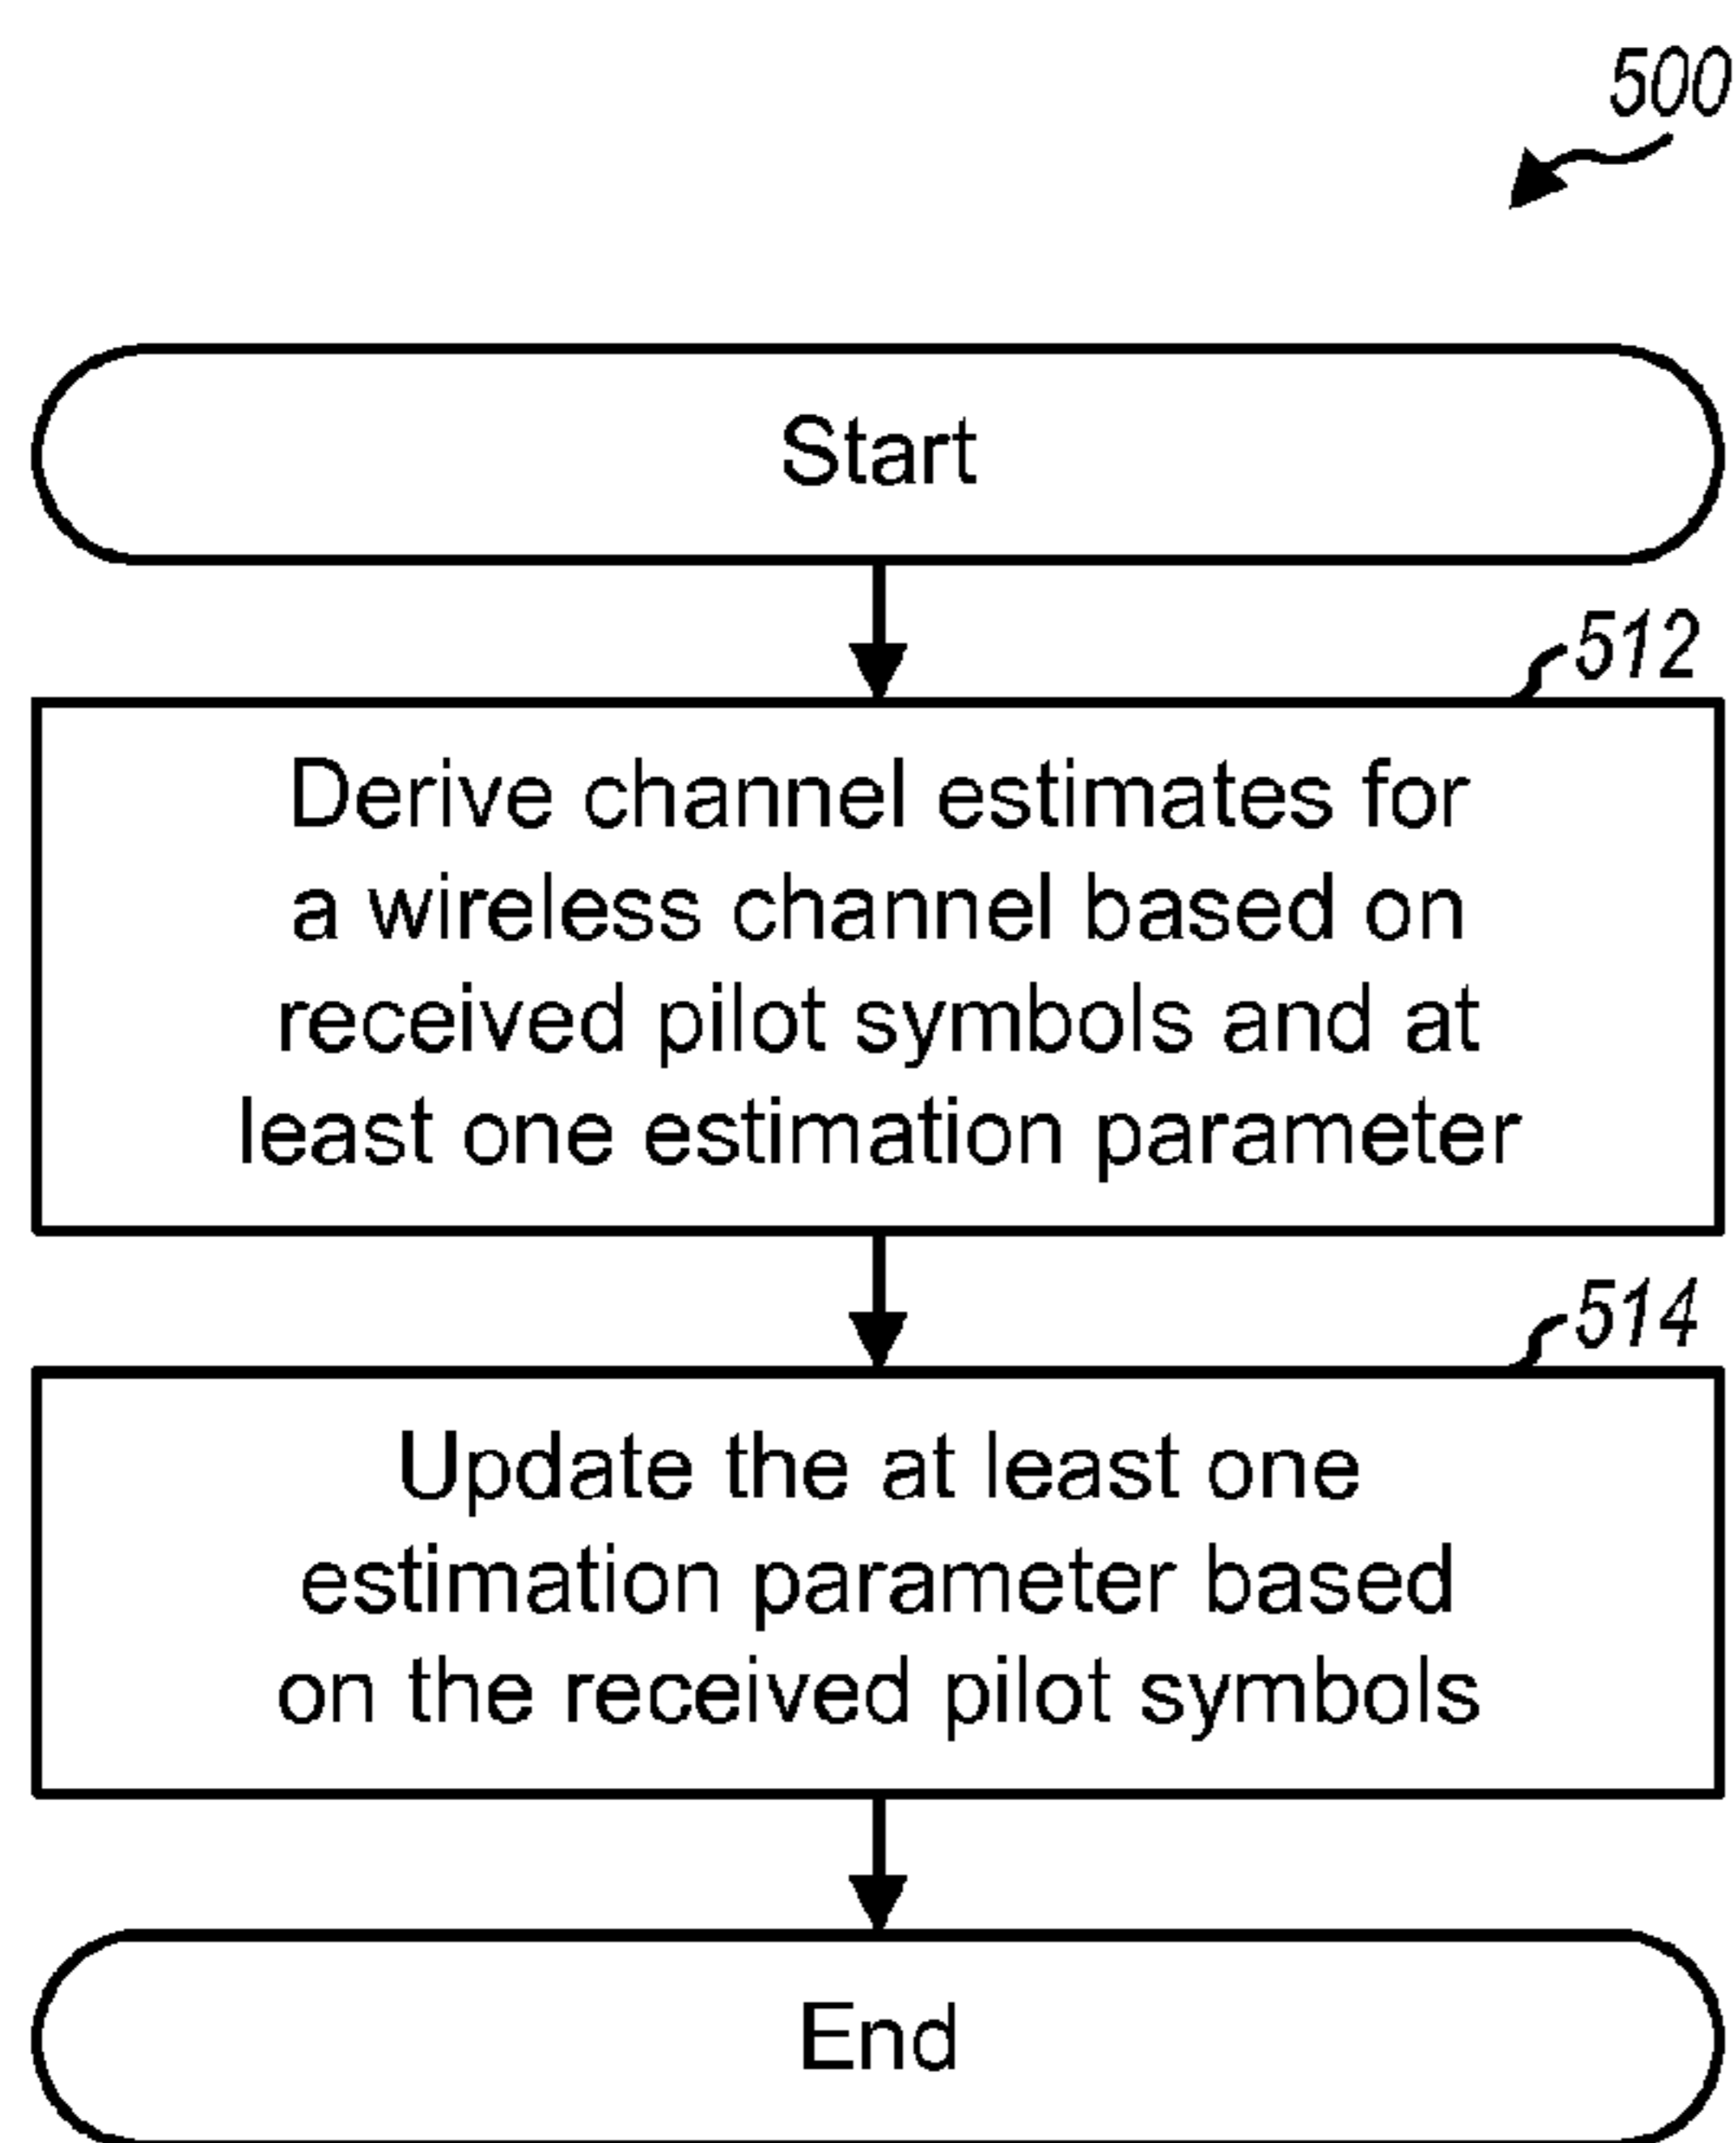 500
Start
512
Derive channel estimates for
a wireless channel based on
received pilot symbols and at
least one estimation parameter
514
Update the at least one
estimation parameter based
on the received pilot symbols
End